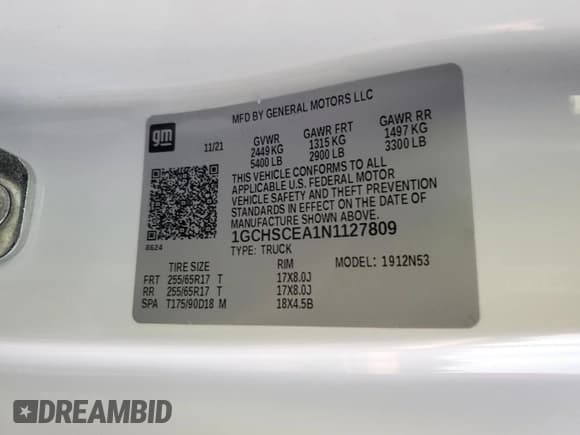 MFD BY GENERAL MOTORS LLC
gm
11/21
GVWR GAWR FRT GAWR RR
2449 KG 1315 KG 1497 KG
5400 LB 2900 LB 3300 LB
THIS VEHICLE CONFORMS TO ALL
APPLICABLE U.S. FEDERAL MOTOR
VEHICLE SAFETY AND THEFT PREVENTION
STANDARDS IN EFFECT ON THE DATE OF
MANUFACTURE SHOWN ABOVE.
1GCHSCEA1N1127809
8624
TYPE: TRUCK
TIRE SIZE RIM MODEL: 1912N53
FRT 255/65R17 T 17X8.0J
RR 255/65R17 T 17X8.0J
SPA T175/90D18 M 18X4.5B
DREAMBID